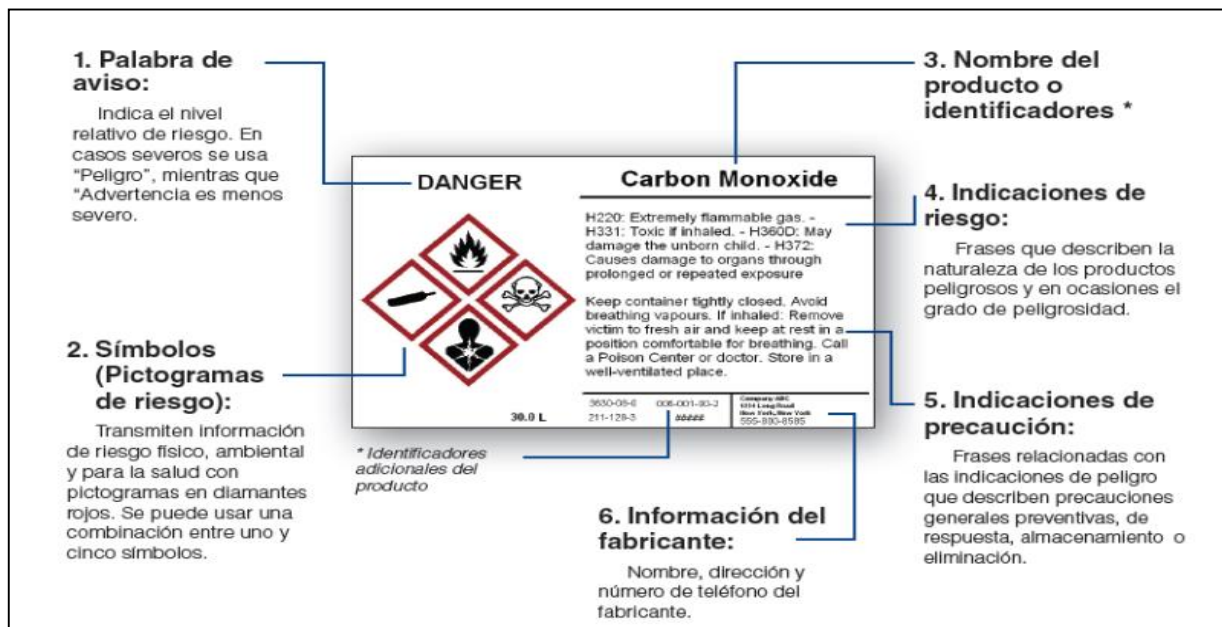 1. Palabra de
aviso:
Indica el nivel
relativo de riesgo. En
casos severos se usa
“Peligro”, mientras que
“Advertencia es menos
severo.
2. Símbolos
(Pictogramas
de riesgo):
Transmiten información
de riesgo físico, ambiental
y para la salud con
pictogramas en diamantes
rojos. Se puede usar una
combinación entre uno y
cinco símbolos.
DANGER
30.0 L
Carbon Monoxide
H220: Extremely flammable gas. -
H331: Toxic if inhaled. - H360D: May
damage the unborn child. - H372:
Causes damage to organs through
prolonged or repeated exposure
Keep container tightly closed. Avoid
breathing vapours. If inhaled: Remove
victim to fresh air and keep at rest in a
position comfortable for breathing. Call
a Poison Center or doctor. Store in a
well-ventilated place.
211-128-3 #####
Company ABC
New York, New York
* Identificadores
adicionales del
producto
3. Nombre del
producto o
identificadores *
4. Indicaciones de
riesgo:
Frases que describen la
naturaleza de los productos
peligrosos y en ocasiones el
grado de peligrosidad.
5. Indicaciones de
precaución:
Frases relacionadas con
las indicaciones de peligro
que describen precauciones
generales preventivas, de
respuesta, almacenamiento o
eliminación.
6. Información del
fabricante:
Nombre, dirección y
número de teléfono del
fabricante.